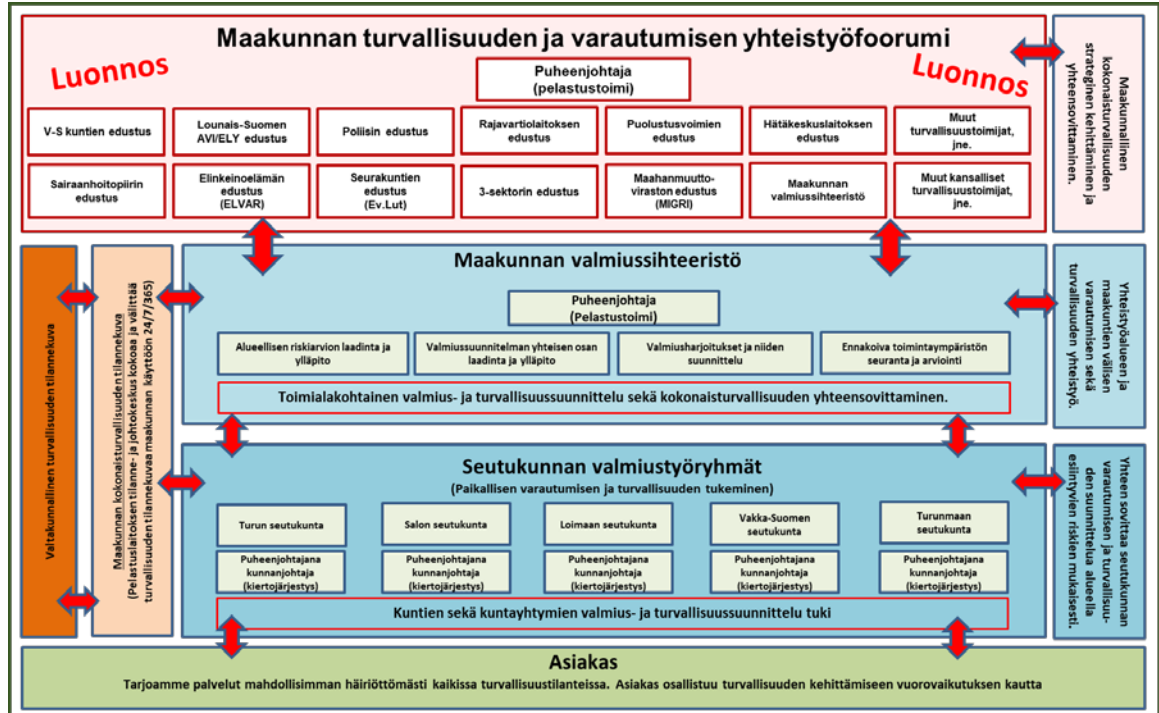 Maakunnan turvallisuuden ja varautumisen yhteistyöfoorumi
Luonnos
Luonnos
Puheenjohtaja
(pelastustoimi)
V-S kuntien edustus
Lounais-Suomen
AVI/ELY edustus
Poliisin edustus
Rajavartiolaitoksen
edustus
Puolustusvoimien
edustus
Hätäkeskuslaitoksen
edustus
Muut
turvallisuustoimijat,
jne.
Sairaanhoitopiirin
edustus
Elinkeinoelämän
edustus
(ELVAR)
Seurakuntien
edustus
(Ev.Lut)
3-sektorin edustus
Maahanmuutto-
viraston edustus
(MIGRI)
Maakunnan
valmiussihteeristö
Muut kansalliset
turvallisuustoimijat,
jne.
Maakunnallinen
kokonaisturvallisuuden
strateginen kehittäminen ja
yhteensovittaminen.
Valtakunnallinen turvallisuuden tilannekuva
Maakunnan kokonaisturvallisuuden tilannekuva
(Pelastuslaitoksen tilanne- ja johtokeskus kokoaa ja välittää
turvallisuuden tilannekuvaa maakunnan käyttöön 24/7/365)
Maakunnan valmiussihteeristö
Puheenjohtaja
(Pelastustoimi)
Alueellisen riskiarvion laadinta ja
ylläpito
Valmiussuunnitelman yhteisen osan
laadinta ja ylläpito
Valmiusharjoitukset ja niiden
suunnittelu
Ennakoiva toimintaympäristön
seuranta ja arviointi
Toimialakohtainen valmius- ja turvallisuussuunnittelu sekä kokonaisturvallisuuden yhteensovittaminen.
Yhteistyöalueen ja
maakuntien välisen
varautumisen sekä
turvallisuuden yhteistyö.
Seutukunnan valmiustyöryhmät
(Paikallisen varautumisen ja turvallisuuden tukeminen)
Turun seutukunta
Salon seutukunta
Loimaan seutukunta
Vakka-Suomen
seutukunta
Turunmaan
seutukunta
Puheenjohtajana
kunnanjohtaja
(kiertojärjestys)
Puheenjohtajana
kunnanjohtaja
(kiertojärjestys)
Puheenjohtajana
kunnanjohtaja
(kiertojärjestys)
Puheenjohtajana
kunnanjohtaja
(kiertojärjestys)
Puheenjohtajana
kunnanjohtaja
(kiertojärjestys)
Kuntien sekä kuntayhtymien valmius- ja turvallisuussuunnittelu tuki
Yhteen sovittaa seutukunnan
varautumisen ja turvallisuu-
den suunnittelua alueella
esiintyvien riskien mukaisesti.
Asiakas
Tarjoamme palvelut mahdollisimman häiriöttömästi kaikissa turvallisuustilanteissa. Asiakas osallistuu turvallisuuden kehittämiseen vuorovaikutuksen kautta